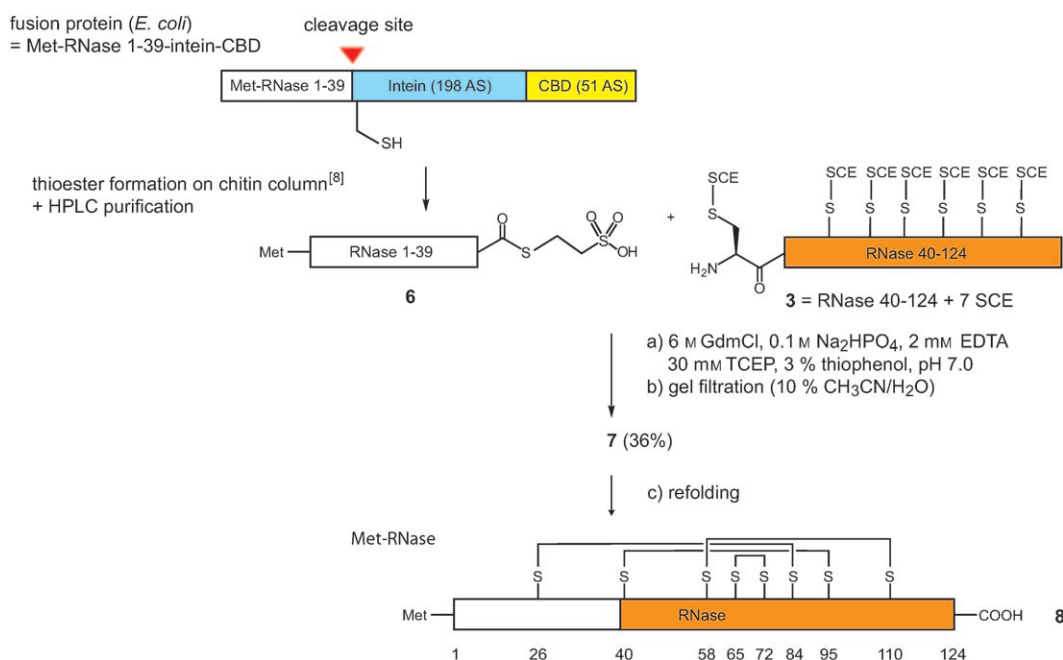 fusion protein (E. coli)
= Met-RNase 1-39-intein-CBD
cleavage site
Met-RNase 1-39
Intein (198 AS)
CBD (51 AS)
SH
thioester formation on chitin column[8]
+ HPLC purification
Met
RNase 1-39
O
S
O
O
S
OH
6
+
SCE
S
H2N
O
SCE SCE SCE SCE SCE SCE
S S S S S S
RNase 40-124
3 = RNase 40-124 + 7 SCE
a) 6 M GdmCl, 0.1 M Na2HPO4, 2 mM EDTA
30 mM TCEP, 3 % thiophenol, pH 7.0
b) gel filtration (10 % CH3CN/H2O)
7 (36%)
c) refolding
Met-RNase
S S S S S S S S
Met
RNase
COOH
8
1 26 40 58 65 72 84 95 110 124